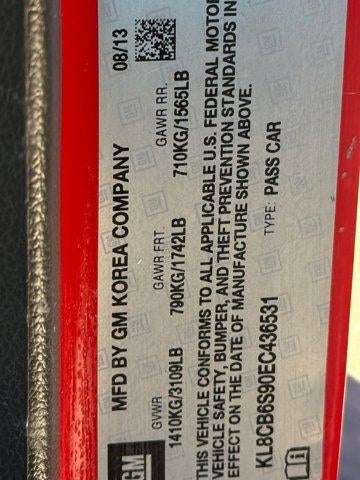 GM
MFD BY GM KOREA COMPANY 08/13
GVWR GAWR FRT. GAWR RR.
1410KG/3109LB 790KG/1742LB 710KG/1565LB
THIS VEHICLE CONFORMS TO ALL APPLICABLE U.S. FEDERAL MOTOR
VEHICLE SAFETY, BUMPER, AND THEFT PREVENTION STANDARDS IN
EFFECT ON THE DATE OF MANUFACTURE SHOWN ABOVE.
KL8CB6S90EC436531 TYPE: PASS CAR